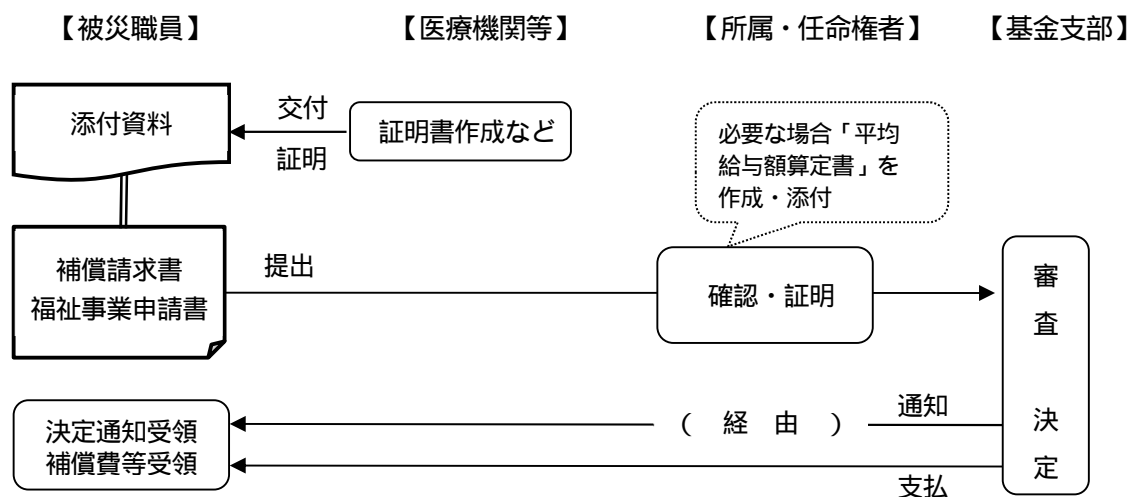 【被災職員】
【医療機関等】
【所属・任命権者】
【基金支部】
添付資料
交付
証明
証明書作成など
必要な場合「平均
給与額算定書」を
作成・添付
補償請求書
福祉事業申請書
提出
確認・証明
審
査
決
定
決定通知受領
補償費等受領
（ 経 由 ）
通知
支払